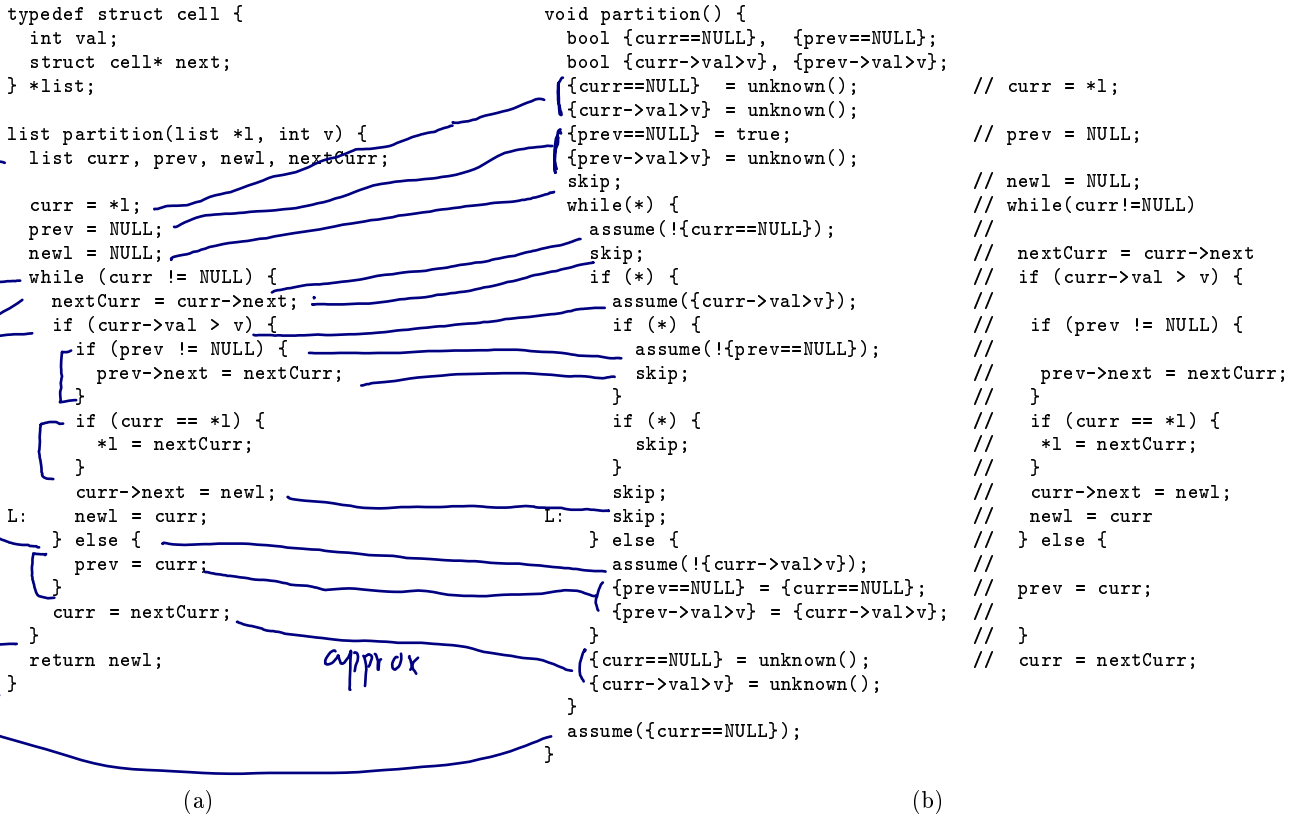 typedef struct cell {
  int val;
  struct cell* next;
} *list;

list partition(list *l, int v) {
  list curr, prev, newl, nextCurr;

  curr = *l;
  prev = NULL;
  newl = NULL;
  while (curr != NULL) {
    nextCurr = curr->next;
    if (curr->val > v) {
      if (prev != NULL) {
        prev->next = nextCurr;
      }
      if (curr == *l) {
        *l = nextCurr;
      }
      curr->next = newl;
L:    newl = curr;
    } else {
      prev = curr;
    }
    curr = nextCurr;
  }
  return newl;
}
approx
(a)
void partition() {
  bool {curr==NULL}, {prev==NULL};
  bool {curr->val>v}, {prev->val>v};
  {curr==NULL} = unknown(); // curr = *l;
  {curr->val>v} = unknown();
  {prev==NULL} = true; // prev = NULL;
  {prev->val>v} = unknown();
  skip; // newl = NULL;
  while(*) { // while(curr!=NULL)
    assume(!{curr==NULL}); //
    skip; // nextCurr = curr->next
    if (*) { // if (curr->val > v) {
      assume({curr->val>v}); //
      if (*) { // if (prev != NULL) {
        assume(!{prev==NULL}); //
        skip; // prev->next = nextCurr;
      } // }
      if (*) { // if (curr == *l) {
        skip; // *l = nextCurr;
      } // }
      skip; // curr->next = newl;
L:    skip; // newl = curr
    } else { // } else {
      assume(!{curr->val>v}); //
      {prev==NULL} = {curr==NULL}; // prev = curr;
      {prev->val>v} = {curr->val>v}; //
    } // }
    {curr==NULL} = unknown(); // curr = nextCurr;
    {curr->val>v} = unknown();
  }
  assume({curr==NULL});
}
(b)